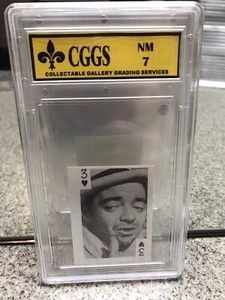 CGGS
NM
7
COLLECTABLE GALLERY GRADING SERVICES
3
3